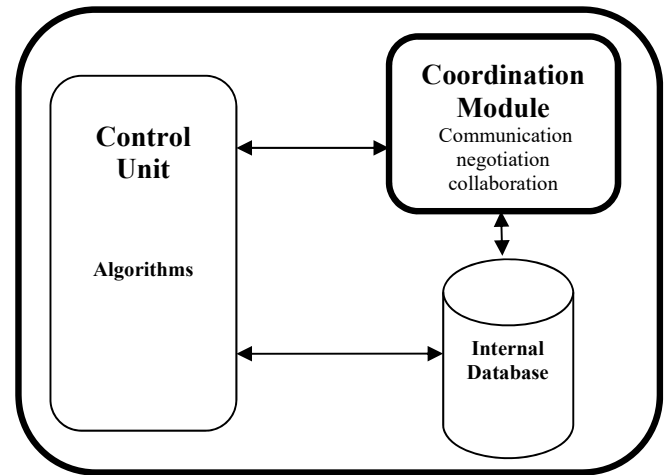 Control
Unit
Algorithms
Coordination
Module
Communication
negotiation
collaboration
Internal
Database